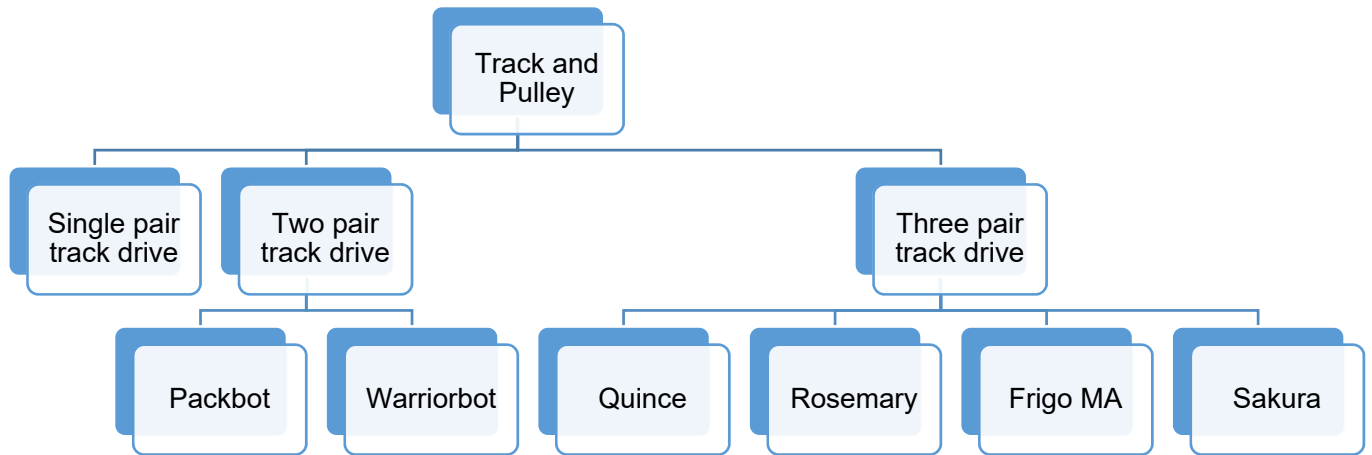 Track and
Pulley
Single pair
track drive
Two pair
track drive
Three pair
track drive
Packbot
Warriorbot
Quince
Rosemary
Frigo MA
Sakura